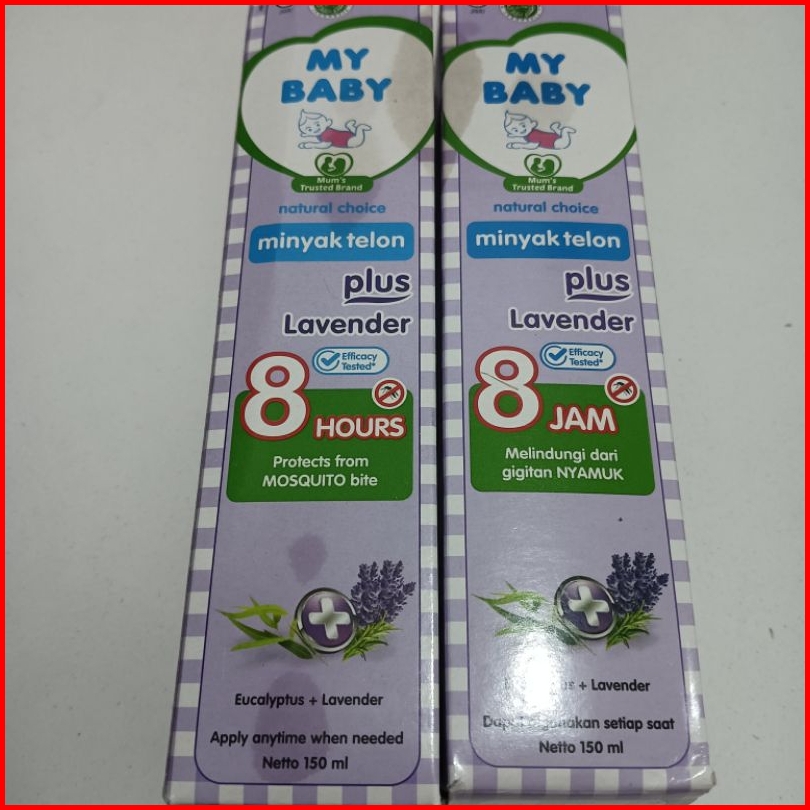 MY
BABY
Mum's
Trusted Brand
natural choice
minyak telon
plus
Lavender
Efficacy
Tested*
8 HOURS
Protects from
MOSQUITO bite
Eucalyptus + Lavender
Apply anytime when needed
Netto 150 ml
MY
BABY
Mum's
Trusted Brand
natural choice
minyak telon
plus
Lavender
Efficacy
Tested*
8 JAM
Melindungi dari
gigitan NYAMUK
+ Lavender
setiap saat
Netto 150 ml